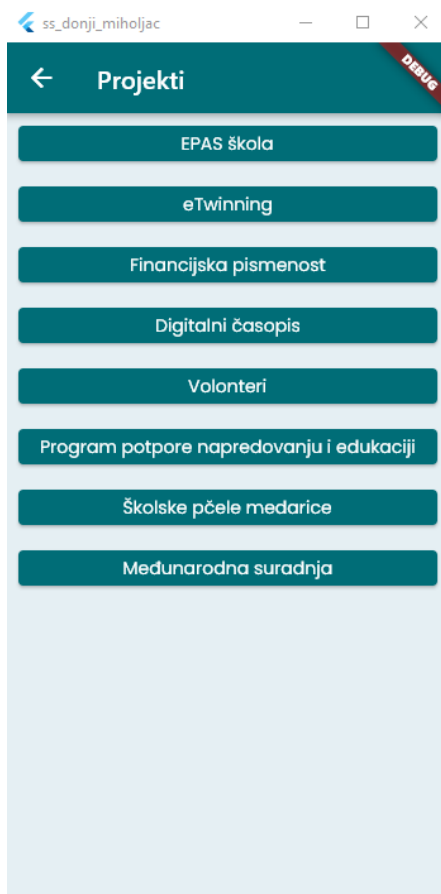 ss_donji_miholjac
Projekti
DEBUG
EPAS škola
eTwinning
Financijska pismenost
Digitalni časopis
Volonteri
Program potpore napredovanju i edukaciji
Školske pčele medarice
Međunarodna suradnja